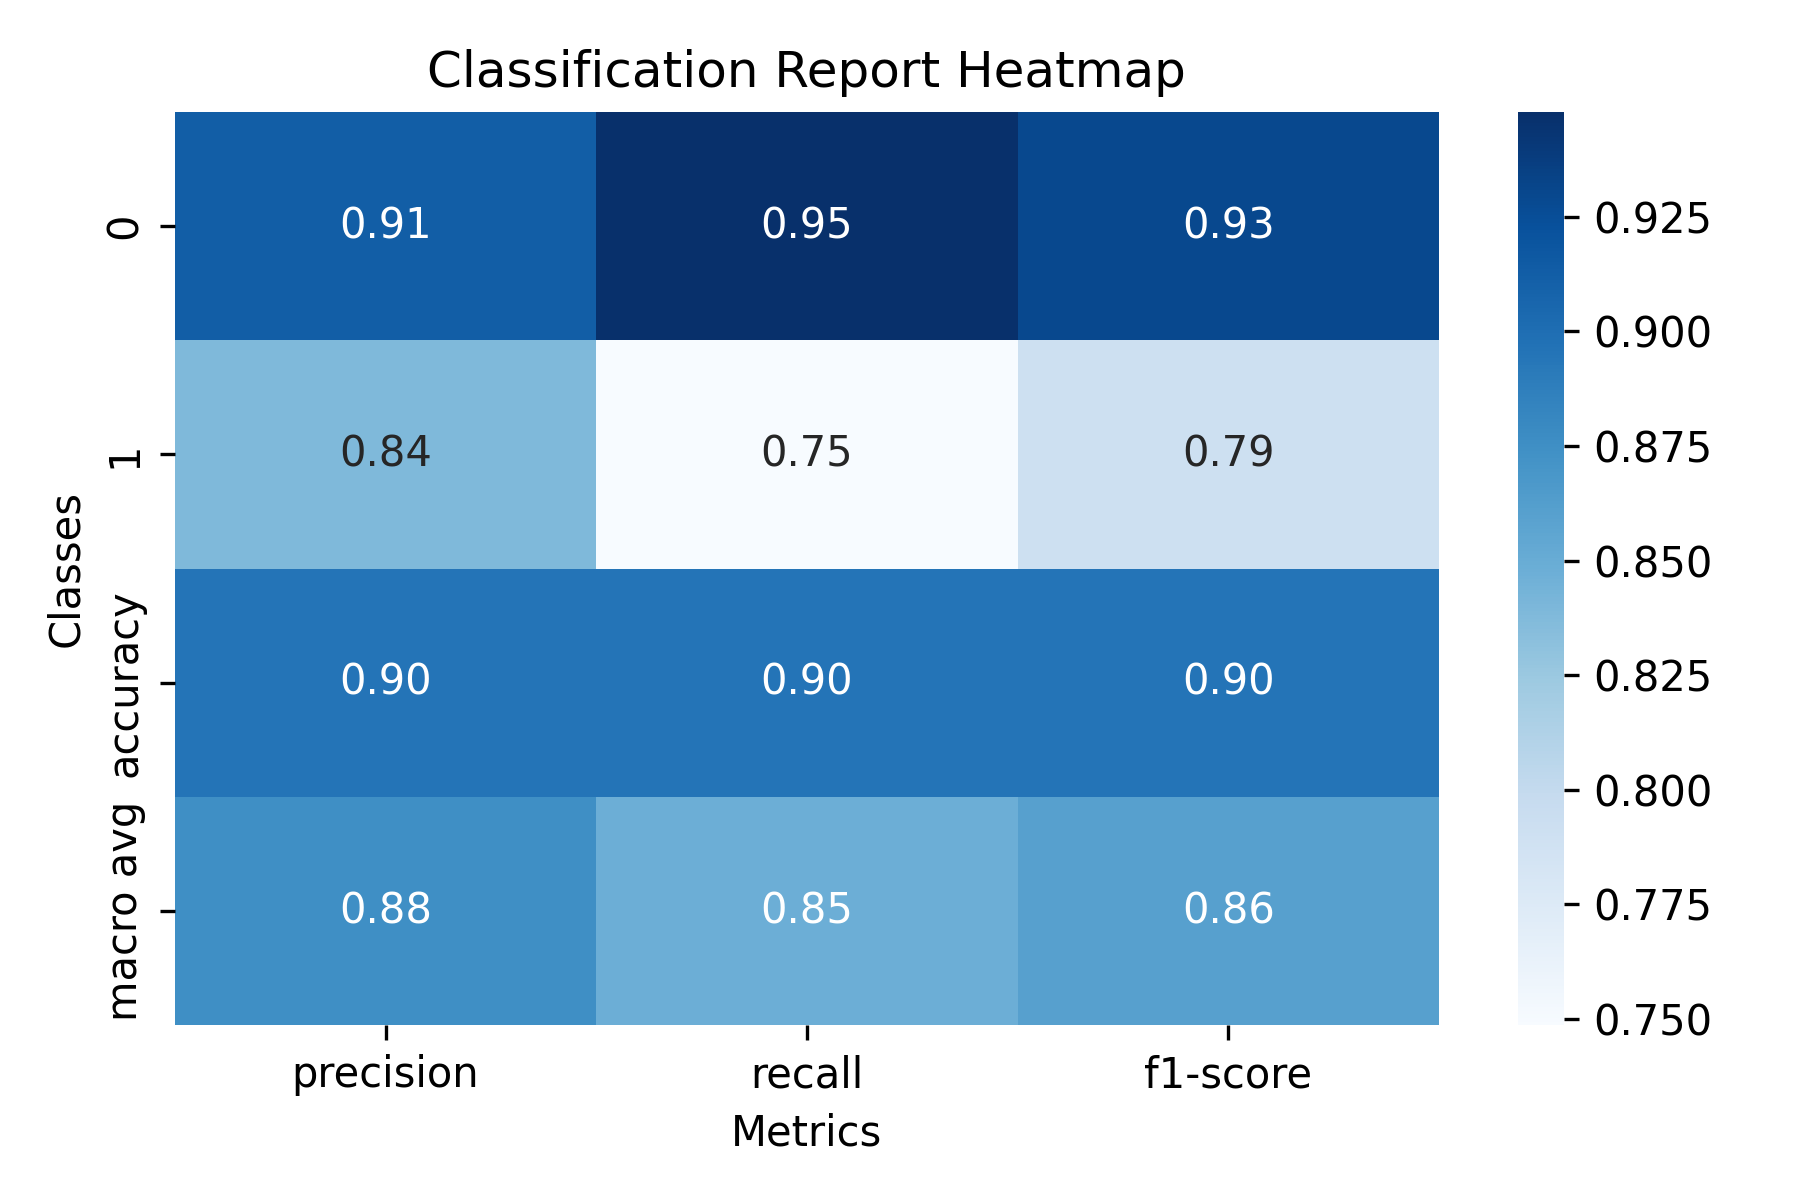 Classification Report Heatmap
0 0.91 0.95 0.93
1 0.84 0.75 0.79
accuracy 0.90 0.90 0.90
macro avg 0.88 0.85 0.86
Classes
precision recall f1-score
Metrics
0.925
0.900
0.875
0.850
0.825
0.800
0.775
0.750